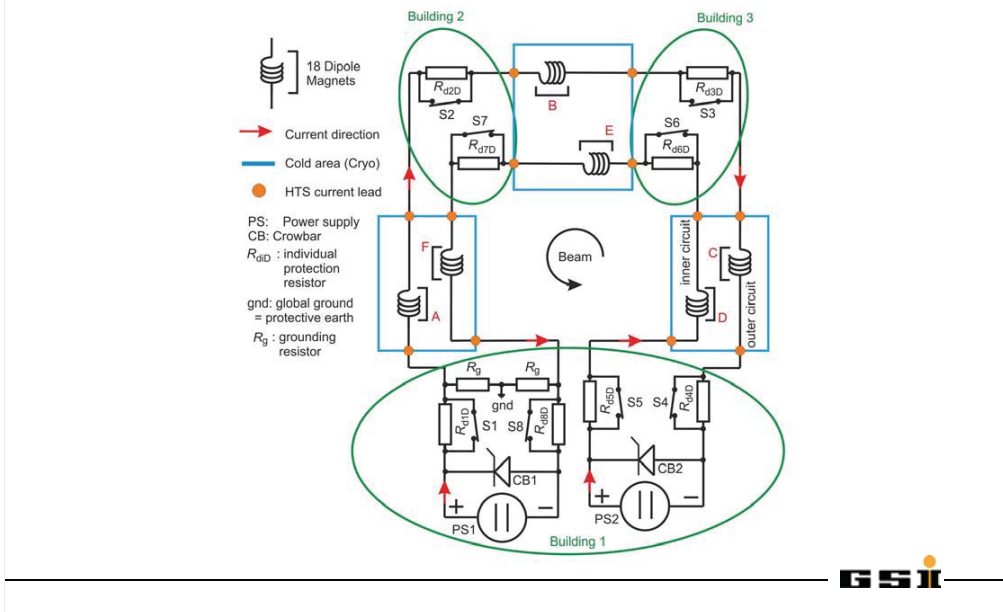 Building 2
Building 3
18 Dipole
Magnets
Current direction
Cold area (Cryo)
HTS current lead
PS: Power supply
CB: Crowbar
RdiD : individual
protection
resistor
gnd: global ground
= protective earth
Rg : grounding
resistor
Rd2D
S2
S7
Rd7D
B
E
Rd3D
S3
S6
Rd6D
F
A
Beam
inner circuit
C
D
outer circuit
Rg
Rg
gnd
Rd1D
S1
S8
Rd8D
CB1
+
−
PS1
Rd5D
S5
S4
Rd4D
CB2
+
−
PS2
Building 1
GSI